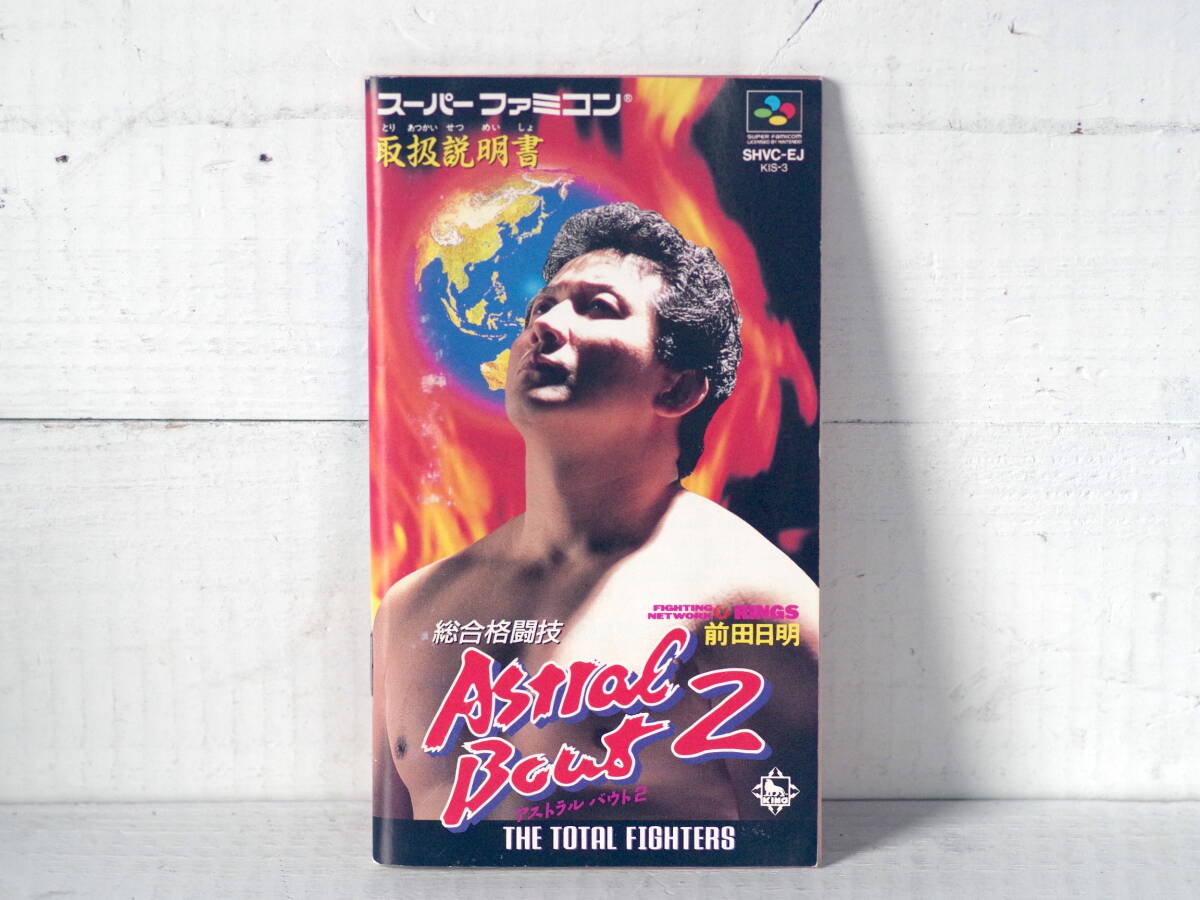 スーパーファミコン®
とり あつかい せつ めい しょ
取扱説明書
SUPER FAMICOM
LICENSED BY NINTENDO
SHVC-EJ
KIS-3
FIGHTING NETWORK RINGS
前田日明
総合格闘技
Astral Bout 2
アストラル バウト2
KING
THE TOTAL FIGHTERS